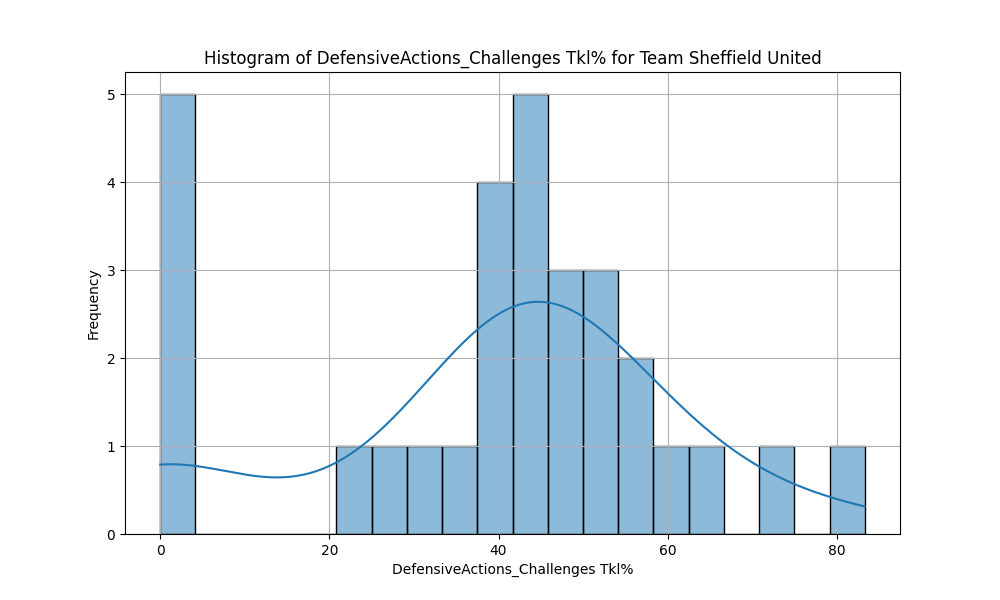 Histogram of DefensiveActions_Challenges Tkl% for Team Sheffield United
5
4
3
2
1
0
Frequency
0 20 40 60 80
DefensiveActions_Challenges Tkl%